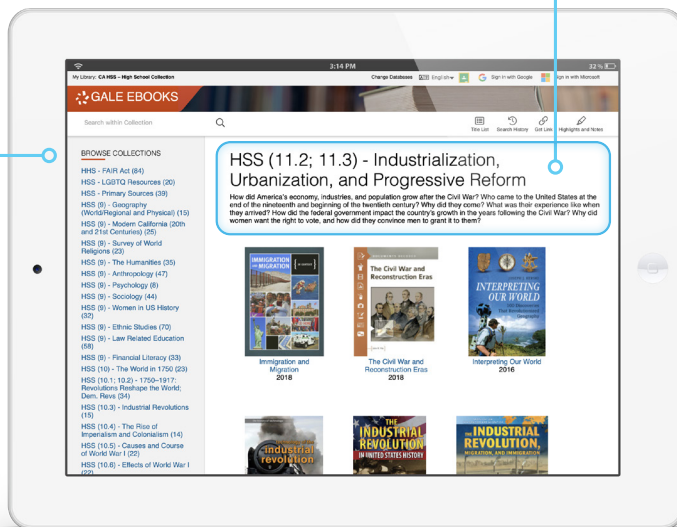 3:14 PM
32 %
My Library: CA HSS – High School Collection
Change Databases
English
Sign in with Google
Sign in with Microsoft
GALE EBOOKS
Search within Collection
Title List
Search History
Get Link
Highlights and Notes
BROWSE COLLECTIONS
HHS - FAIR Act (84)
HSS - LGBTQ Resources (20)
HSS - Primary Sources (39)
HSS (9) - Geography
(World/Regional and Physical) (15)
HSS (9) - Modern California (20th
and 21st Centuries) (25)
HSS (9) - Survey of World
Religions (23)
HSS (9) - The Humanities (35)
HSS (9) - Anthropology (47)
HSS (9) - Psychology (8)
HSS (9) - Sociology (44)
HSS (9) - Women in US History
(32)
HSS (9) - Ethnic Studies (70)
HSS (9) - Law Related Education
(58)
HSS (9) - Financial Literacy (33)
HSS (10) - The World in 1750 (23)
HSS (10.1; 10.2) - 1750–1917:
Revolutions Reshape the World;
Dem. Revs (34)
HSS (10.3) - Industrial Revolutions
(15)
HSS (10.4) - The Rise of
Imperialism and Colonialism (14)
HSS (10.5) - Causes and Course
of World War I (22)
HSS (10.6) - Effects of World War I
(22)
HSS (11.2; 11.3) - Industrialization,
Urbanization, and Progressive Reform
How did America's economy, industries, and population grow after the Civil War? Who came to the United States at the
end of the nineteenth and beginning of the twentieth century? Why did they come? What was their experience like when
they arrived? How did the federal government impact the country's growth in the years following the Civil War? Why did
women want the right to vote, and how did they convince men to grant it to them?
IMMIGRATION
AND MIGRATION
The Civil War and
Reconstruction Eras
INTERPRETING
OUR WORLD
100 Discoveries
That Revolutionized
Geography
Immigration and
Migration
2018
The Civil War and
Reconstruction Eras
2018
Interpreting Our World
2016
industrial
revolution
THE
INDUSTRIAL
REVOLUTION
IN UNITED STATES HISTORY
THE INDUSTRIAL
REVOLUTION,
MIGRATION, AND IMMIGRATION